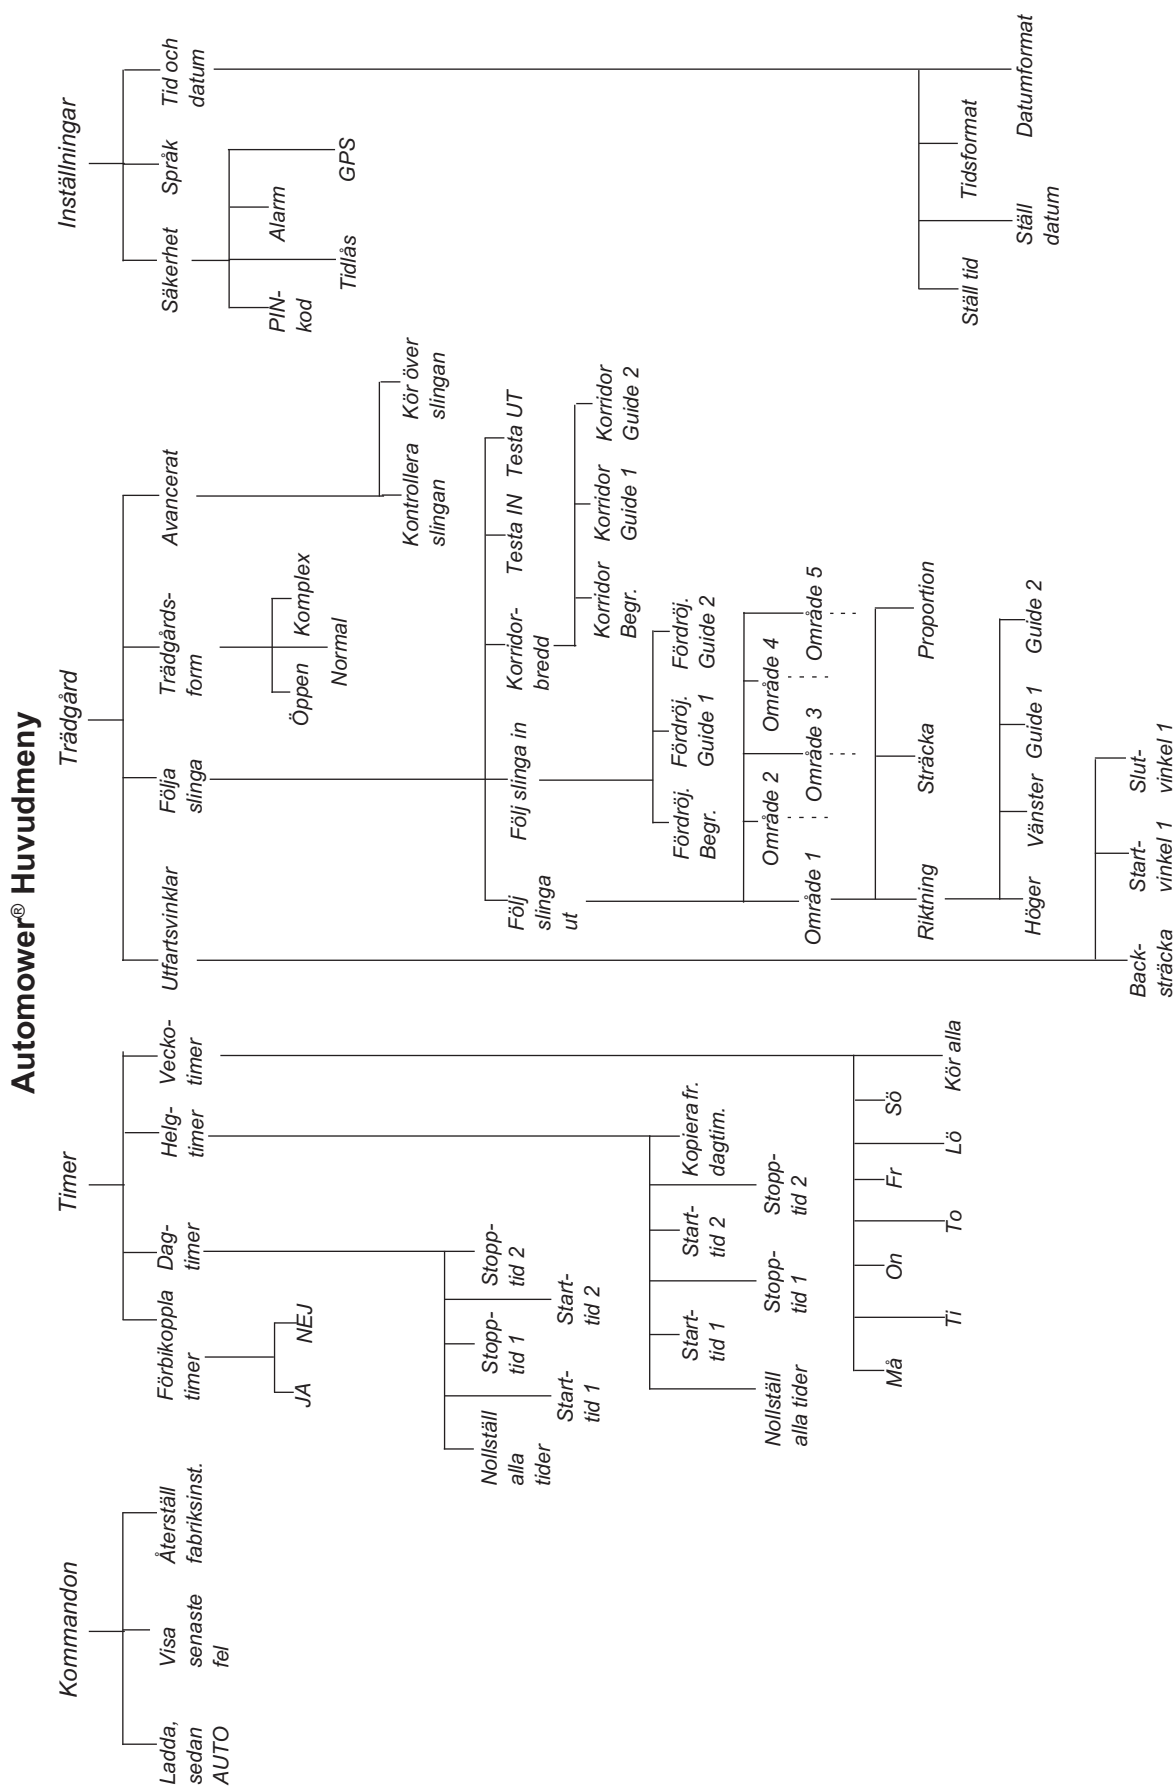 Automower® Huvudmeny
Kommandon
Ladda,
sedan
AUTO
Visa
senaste
fel
Återställ
fabriksinst.
Timer
Förbikoppla
timer
JA
NEJ
Dag-
timer
Nollställ
alla
tider
Start-
tid 1
Stopp-
tid 1
Start-
tid 2
Stopp-
tid 2
Helg-
timer
Nollställ
alla tider
Start-
tid 1
Stopp-
tid 1
Start-
tid 2
Stopp-
tid 2
Kopiera fr.
dagtim.
Vecko-
timer
Må
Ti
On
To
Fr
Lö
Sö
Kör alla
Trädgård
Utfartsvinklar
Back-
sträcka
Start-
vinkel 1
Slut-
vinkel 1
Följa
slinga
Följ
slinga
ut
Område 1
Område 2
Område 3
Område 4
Område 5
Riktning
Sträcka
Proportion
Höger
Vänster
Guide 1
Guide 2
Följ slinga in
Fördröj.
Begr.
Fördröj.
Guide 1
Fördröj.
Guide 2
Korridor-
bredd
Korridor
Begr.
Korridor
Guide 1
Korridor
Guide 2
Testa IN
Testa UT
Trädgårds-
form
Öppen
Normal
Komplex
Avancerat
Kontrollera
slingan
Kör över
slingan
Inställningar
Säkerhet
PIN-
kod
Tidlås
Alarm
GPS
Språk
Tid och
datum
Ställ tid
Ställ
datum
Tidsformat
Datumformat